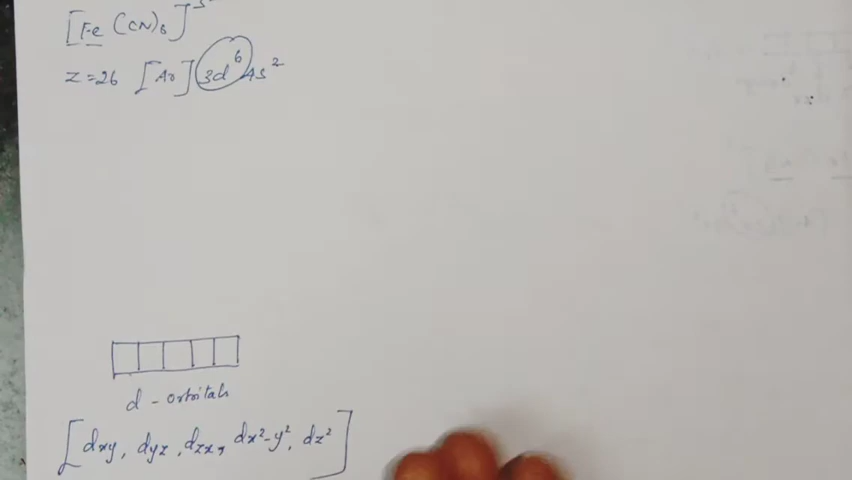 [Fe (CN)6]
Z=26 [Ar] 3d⁶ 4s²
d - orbitals
[dxy, dyz, dzx, dx²-y², dz²]